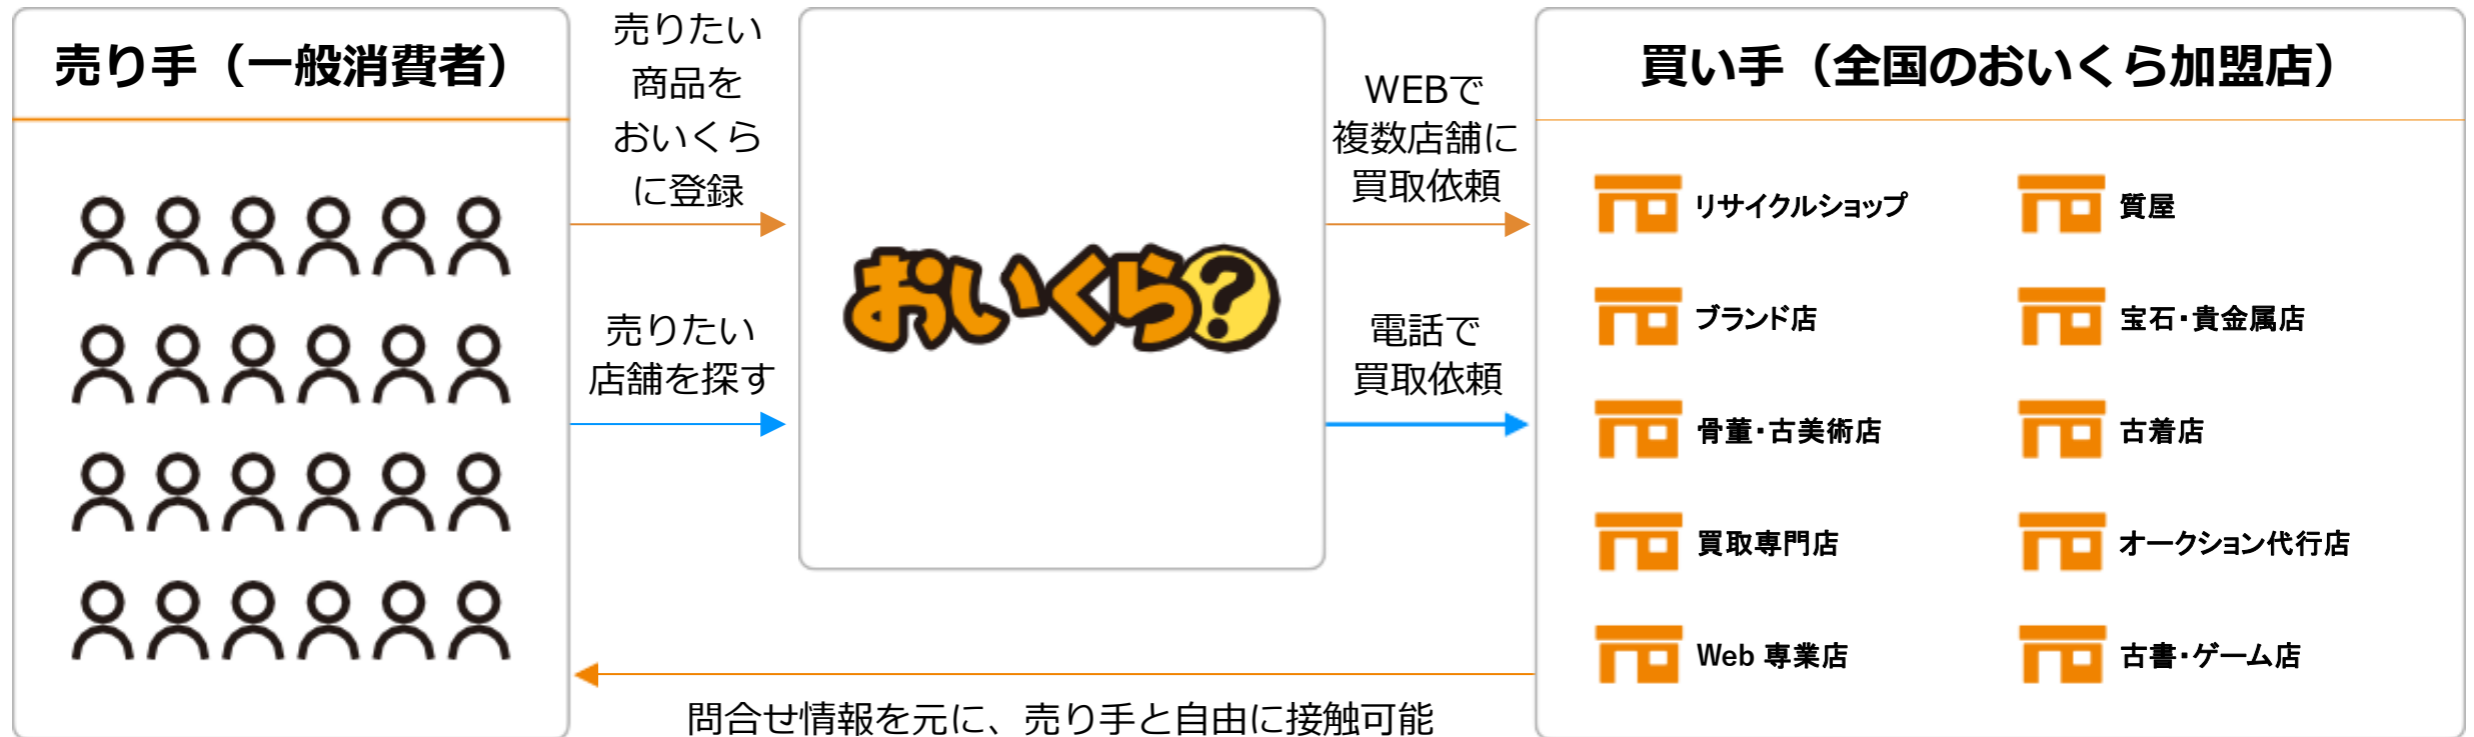 売り手（一般消費者）
売りたい
商品を
おいくら
に登録
売りたい
店舗を探す
おいくら?
WEBで
複数店舗に
買取依頼
電話で
買取依頼
買い手（全国のおいくら加盟店）
リサイクルショップ
質屋
ブランド店
宝石・貴金属店
骨董・古美術店
古着店
買取専門店
オークション代行店
Web 専業店
古書・ゲーム店
問合せ情報を元に、売り手と自由に接触可能